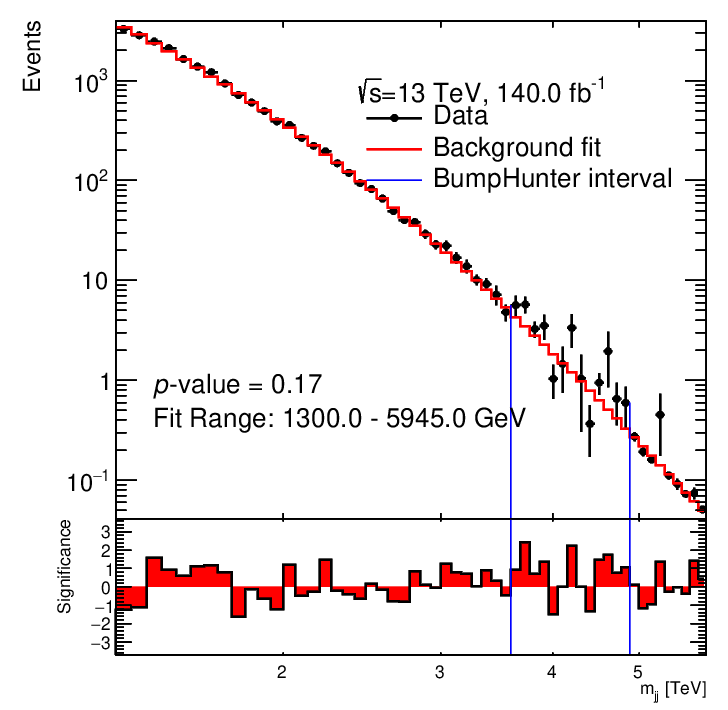 Events
10³
10²
10
1
10⁻¹
√s=13 TeV, 140.0 fb⁻¹
Data
Background fit
BumpHunter interval
p-value = 0.17
Fit Range: 1300.0 - 5945.0 GeV
Significance
3
2
1
0
−1
−2
−3
2 3 4 5
m_jj [TeV]